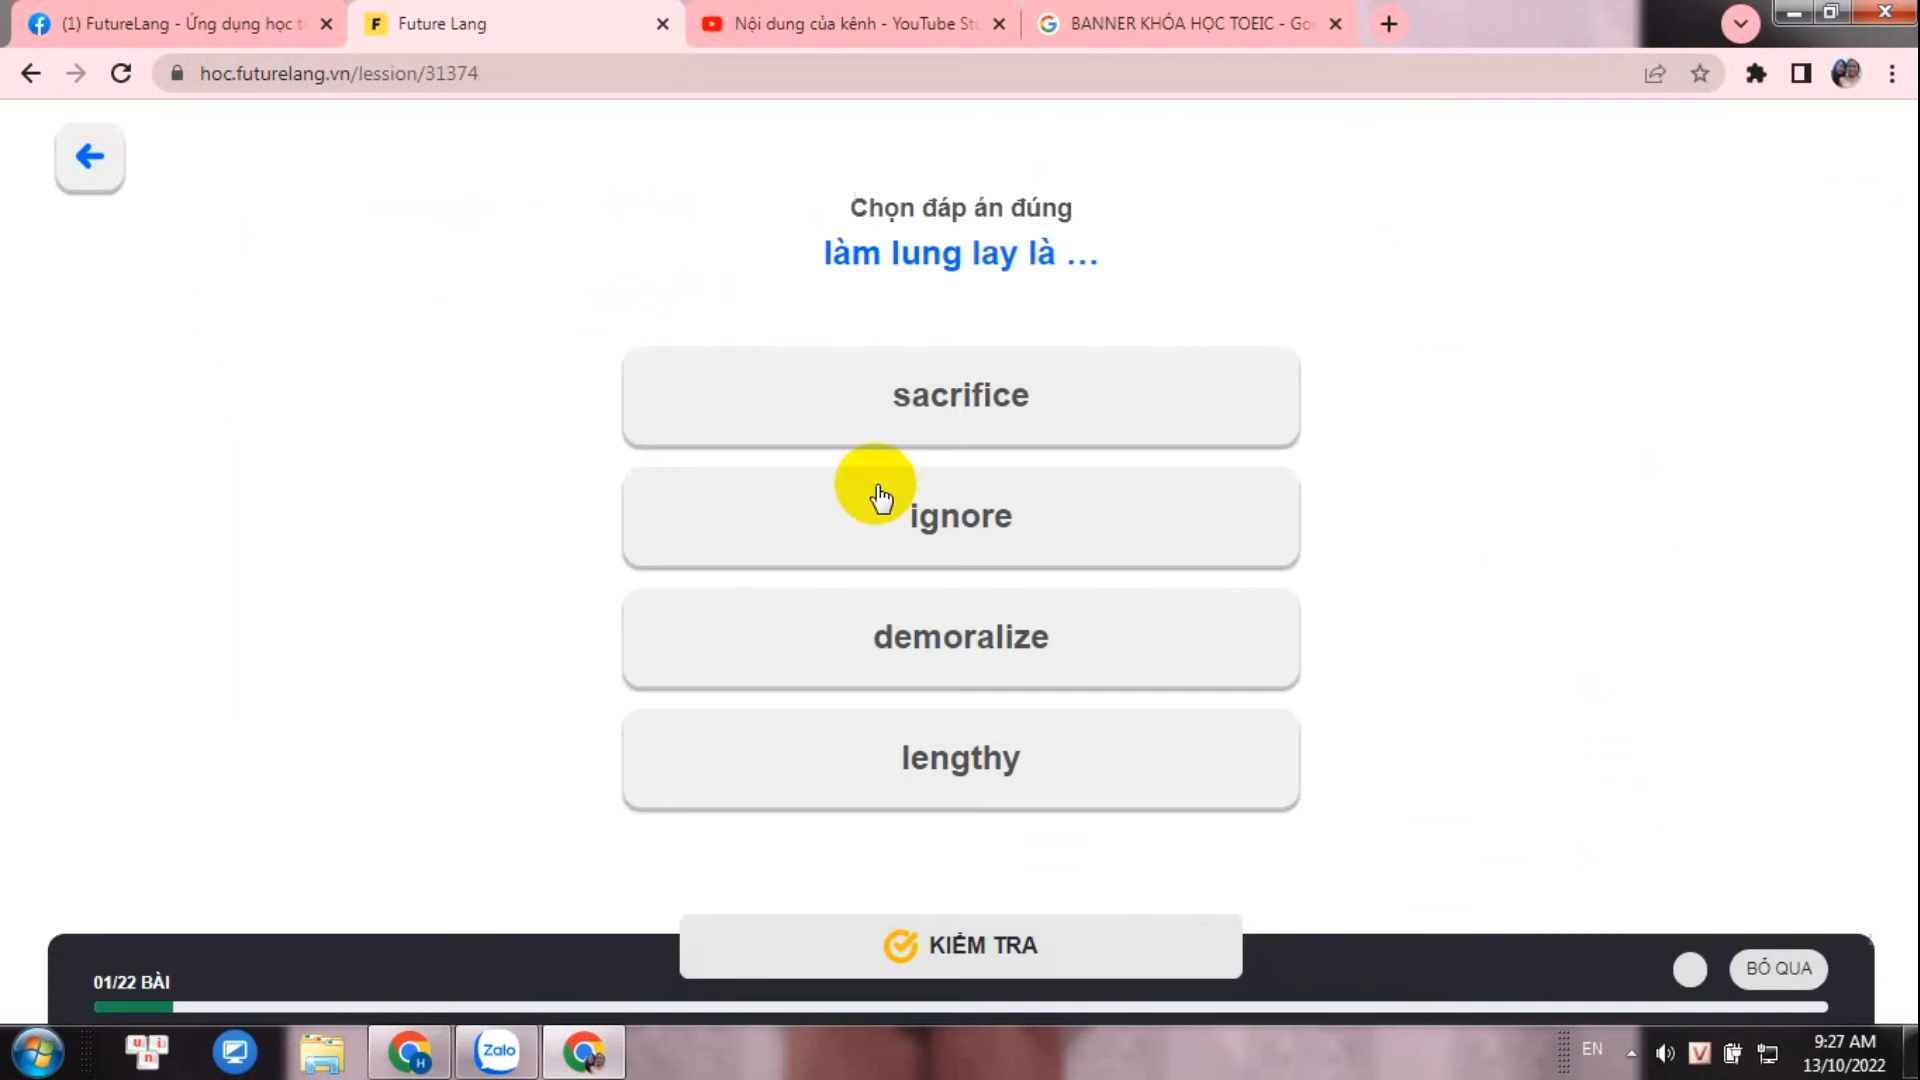 (1) FutureLang - Ứng dụng học t
Future Lang
Nội dung của kênh - YouTube Stu
BANNER KHÓA HỌC TOEIC - Goo
hoc.futurelang.vn/lession/31374
Chọn đáp án đúng
làm lung lay là ...
sacrifice
ignore
demoralize
lengthy
KIỂM TRA
01/22 BÀI
BỎ QUA
u i n
H
Zalo
EN
V
9:27 AM
13/10/2022